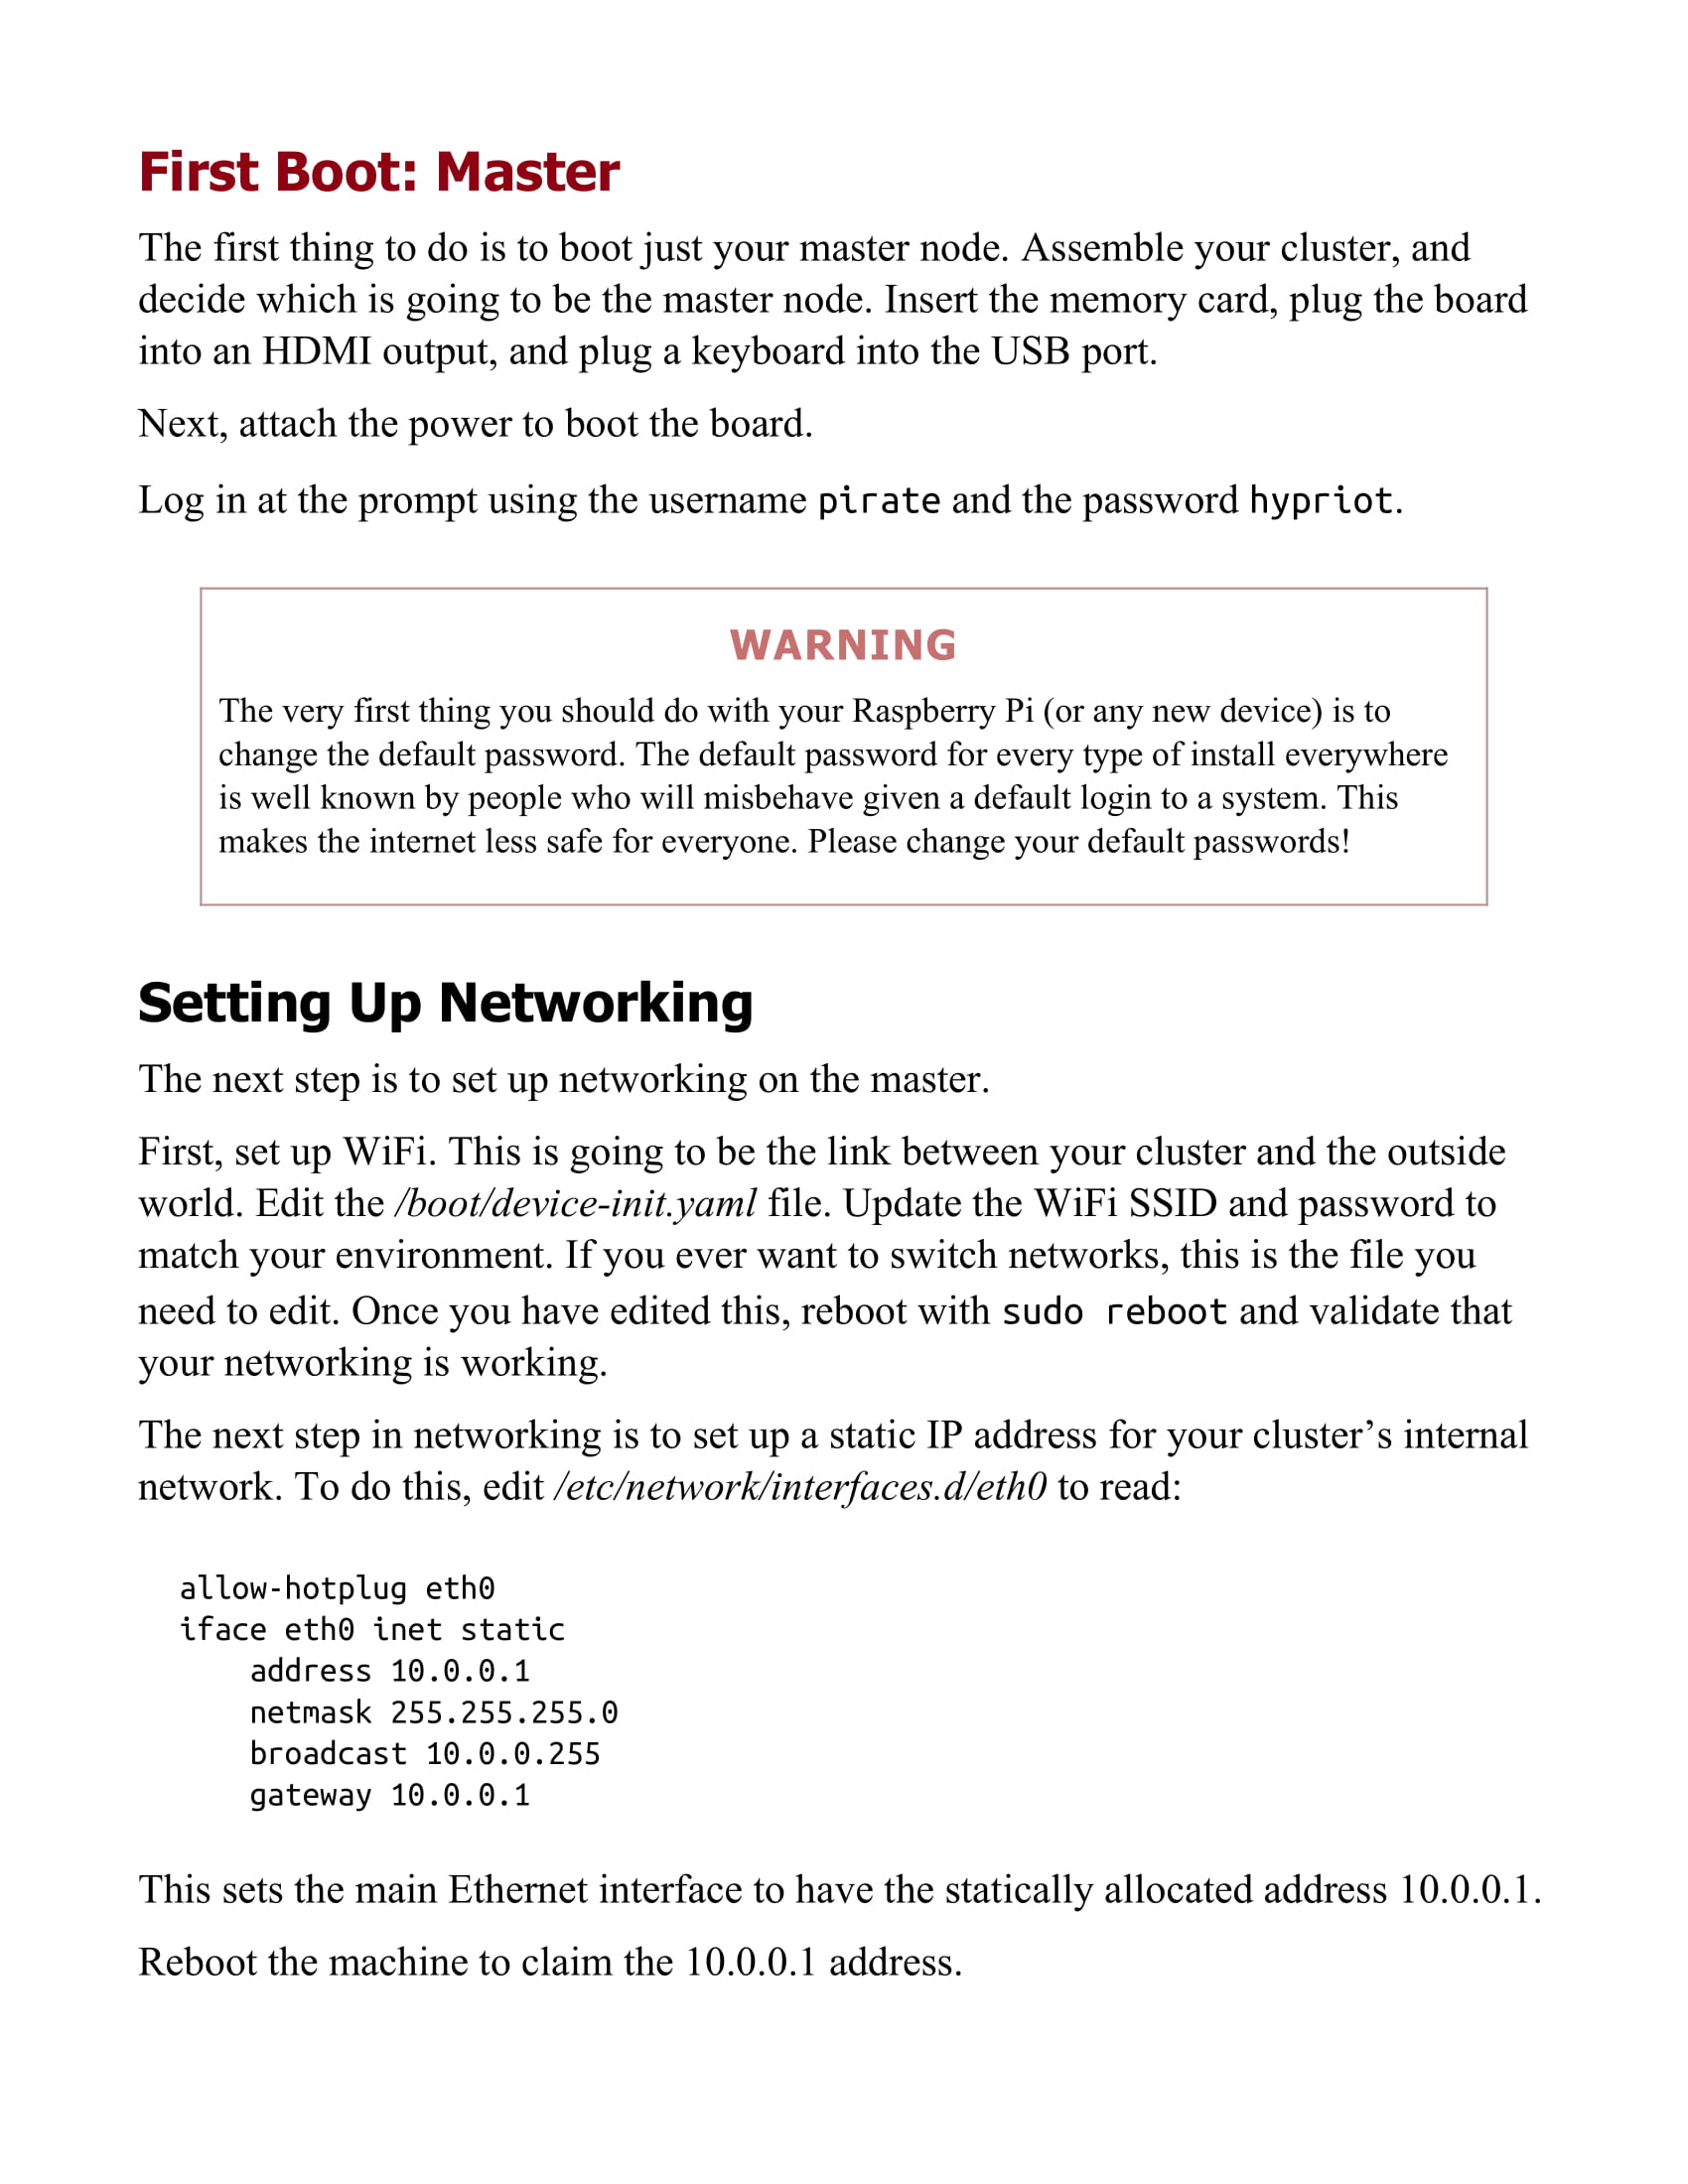 First Boot: Master
The first thing to do is to boot just your master node. Assemble your cluster, and
decide which is going to be the master node. Insert the memory card, plug the board
into an HDMI output, and plug a keyboard into the USB port.
Next, attach the power to boot the board.
Log in at the prompt using the username pirate and the password hypriot.
WARNING
The very first thing you should do with your Raspberry Pi (or any new device) is to
change the default password. The default password for every type of install everywhere
is well known by people who will misbehave given a default login to a system. This
makes the internet less safe for everyone. Please change your default passwords!
Setting Up Networking
The next step is to set up networking on the master.
First, set up WiFi. This is going to be the link between your cluster and the outside
world. Edit the /boot/device-init.yaml file. Update the WiFi SSID and password to
match your environment. If you ever want to switch networks, this is the file you
need to edit. Once you have edited this, reboot with sudo reboot and validate that
your networking is working.
The next step in networking is to set up a static IP address for your cluster’s internal
network. To do this, edit /etc/network/interfaces.d/eth0 to read:
allow-hotplug eth0
iface eth0 inet static
    address 10.0.0.1
    netmask 255.255.255.0
    broadcast 10.0.0.255
    gateway 10.0.0.1
This sets the main Ethernet interface to have the statically allocated address 10.0.0.1.
Reboot the machine to claim the 10.0.0.1 address.